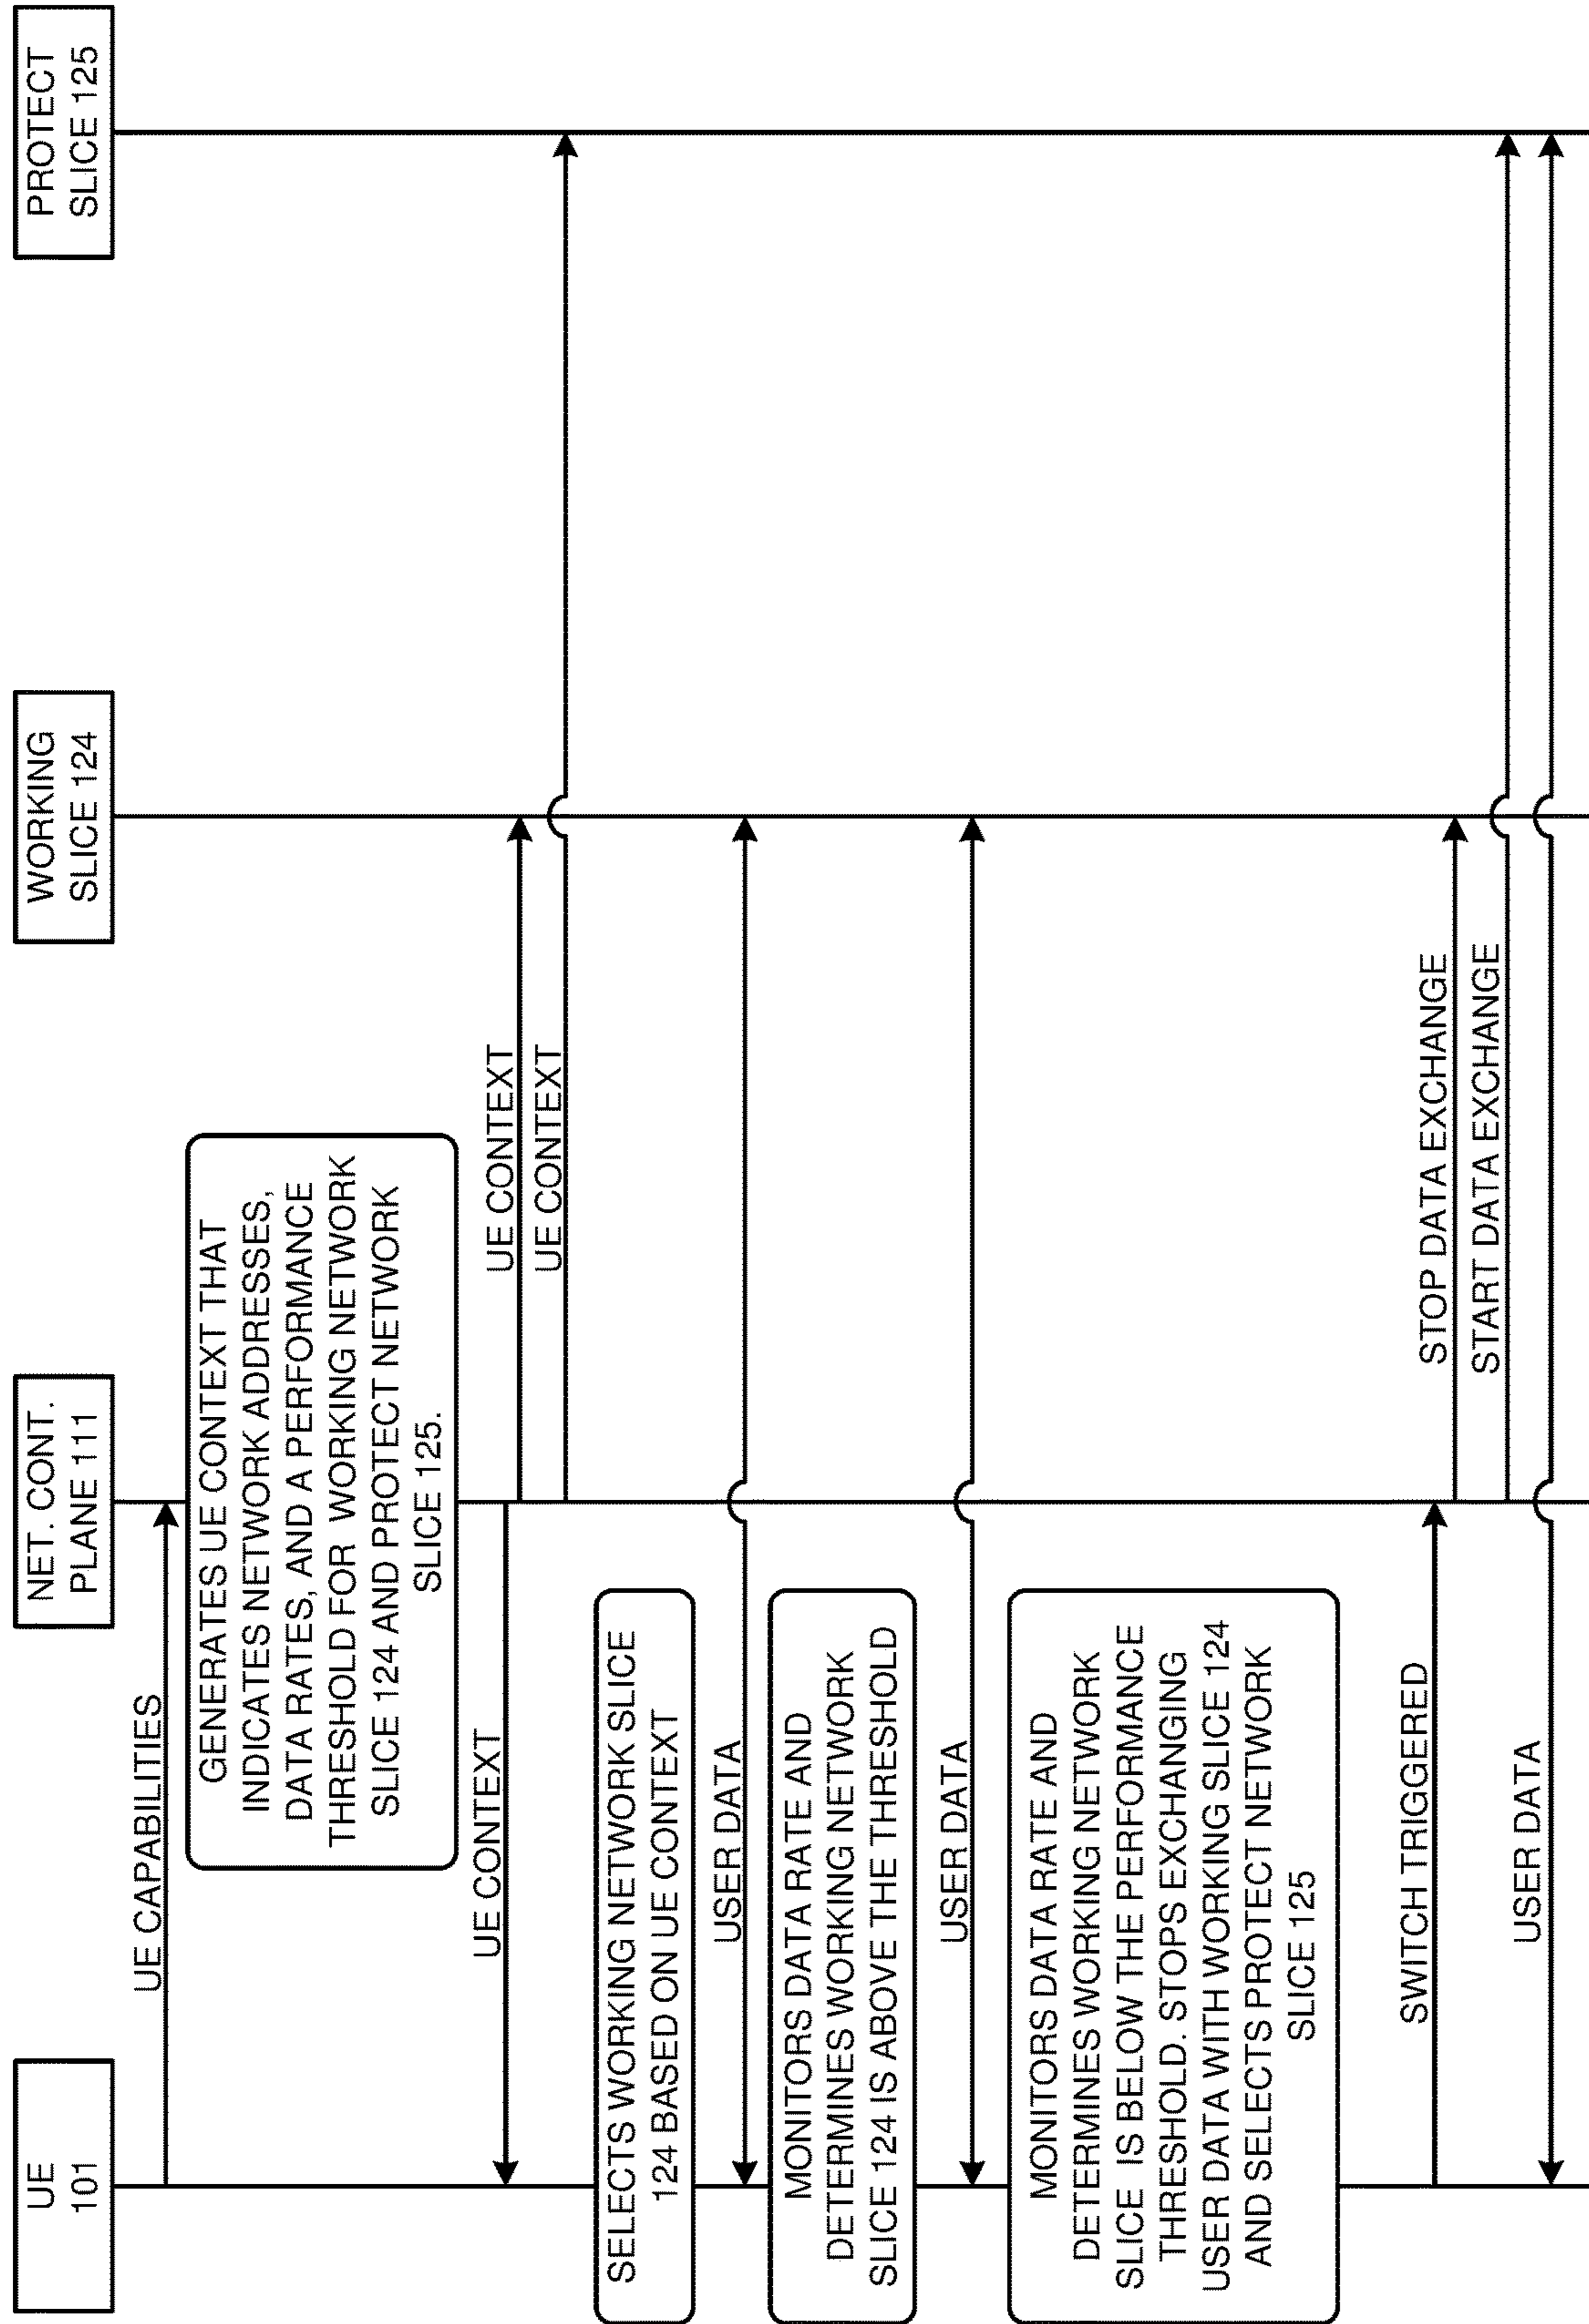 UE
101
NET. CONT.
PLANE 111
WORKING
SLICE 124
PROTECT
SLICE 125
UE CAPABILITIES
GENERATES UE CONTEXT THAT
INDICATES NETWORK ADDRESSES,
DATA RATES, AND A PERFORMANCE
THRESHOLD FOR WORKING NETWORK
SLICE 124 AND PROTECT NETWORK
SLICE 125.
UE CONTEXT
UE CONTEXT
UE CONTEXT
SELECTS WORKING NETWORK SLICE
124 BASED ON UE CONTEXT
USER DATA
MONITORS DATA RATE AND
DETERMINES WORKING NETWORK
SLICE 124 IS ABOVE THE THRESHOLD
USER DATA
MONITORS DATA RATE AND
DETERMINES WORKING NETWORK
SLICE IS BELOW THE PERFORMANCE
THRESHOLD. STOPS EXCHANGING
USER DATA WITH WORKING SLICE 124
AND SELECTS PROTECT NETWORK
SLICE 125
SWITCH TRIGGERED
STOP DATA EXCHANGE
START DATA EXCHANGE
USER DATA